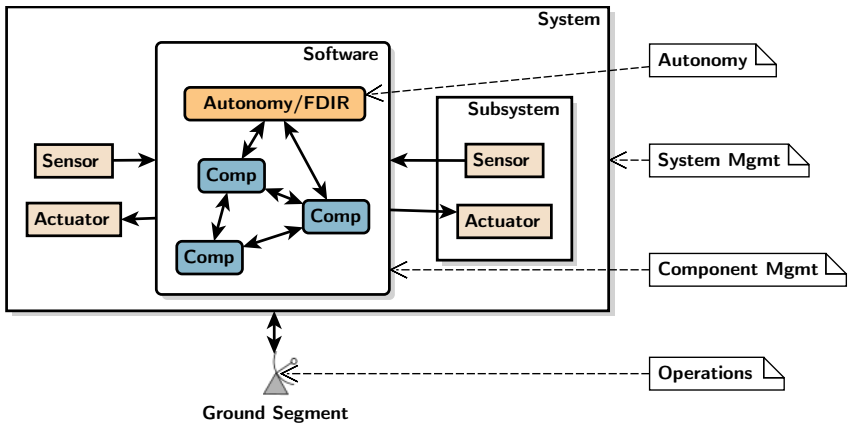 System
Software
Autonomy
Autonomy/FDIR
Subsystem
Sensor
Sensor
System Mgmt
Comp
Actuator
Comp
Actuator
Comp
Component Mgmt
Operations
Ground Segment